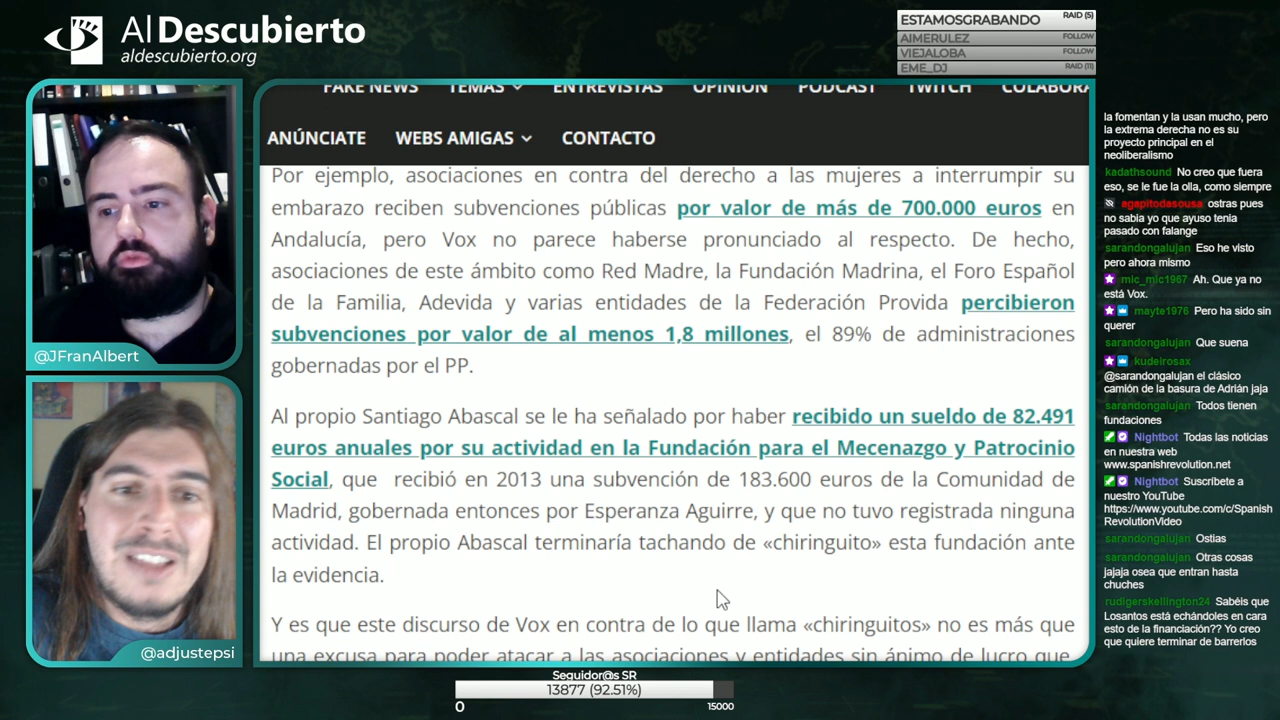 Al Descubierto
aldescubierto.org
ESTAMOSGRABANDO RAID (5)
AIMERULEZ FOLLOW
VIEJALOBA FOLLOW
EME_DJ RAID (11)
FAKE NEWS TEMAS ENTREVISTAS OPINIÓN PODCAST TWITCH COLABORA
ANÚNCIATE WEBS AMIGAS CONTACTO
Por ejemplo, asociaciones en contra del derecho a las mujeres a interrumpir su
embarazo reciben subvenciones públicas por valor de más de 700.000 euros en
Andalucía, pero Vox no parece haberse pronunciado al respecto. De hecho,
asociaciones de este ámbito como Red Madre, la Fundación Madrina, el Foro Español
de la Familia, Adevida y varias entidades de la Federación Provida percibieron
subvenciones por valor de al menos 1,8 millones, el 89% de administraciones
gobernadas por el PP.
Al propio Santiago Abascal se le ha señalado por haber recibido un sueldo de 82.491
euros anuales por su actividad en la Fundación para el Mecenazgo y Patrocinio
Social, que recibió en 2013 una subvención de 183.600 euros de la Comunidad de
Madrid, gobernada entonces por Esperanza Aguirre, y que no tuvo registrada ninguna
actividad. El propio Abascal terminaría tachando de «chiringuito» esta fundación ante
la evidencia.
Y es que este discurso de Vox en contra de lo que llama «chiringuitos» no es más que
una excusa para poder atacar a las asociaciones y entidades sin ánimo de lucro que,
@JFranAlbert
@adjustepsi
la fomentan y la usan mucho, pero
la extrema derecha no es su
proyecto principal en el
neoliberalismo
kadathsound No creo que fuera
eso, se le fue la olla, como siempre
agapitodasousa ostras pues
no sabia yo que ayuso tenia
pasado con falange
sarandongalujan Eso he visto
pero ahora mismo
mic_mic1967 Ah. Que ya no
está Vox.
mayte1976 Pero ha sido sin
querer
sarandongalujan Que suena
kudeirosax
@sarandongalujan el clásico
camión de la basura de Adrián jaja
sarandongalujan Todos tienen
fundaciones
Nightbot Todas las noticias
en nuestra web
www.spanishrevolution.net
Nightbot Suscríbete a
nuestro YouTube
https://www.youtube.com/c/Spanish
RevolutionVideo
sarandongalujan Ostias
sarandongalujan Otras cosas
jajaja osea que entran hasta
chuches
rudigerskellington24 Sabéis que
Losantos está echándoles en cara
esto de la financiación?? Yo creo
que quiere terminar de barrerlos
Seguidor@s SR
13877 (92.51%)
0 15000